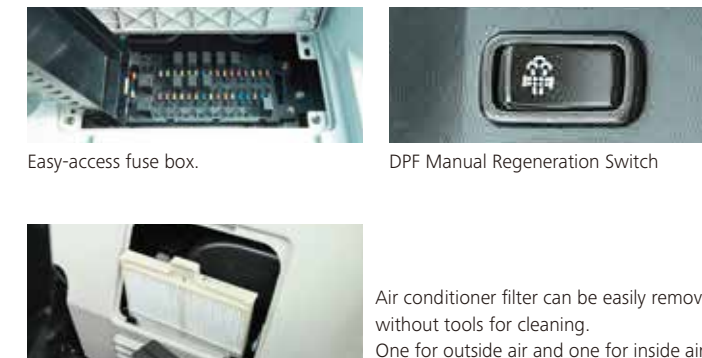 Easy-access fuse box.
DPF Manual Regeneration Switch
Air conditioner filter can be easily remov
without tools for cleaning.
One for outside air and one for inside air